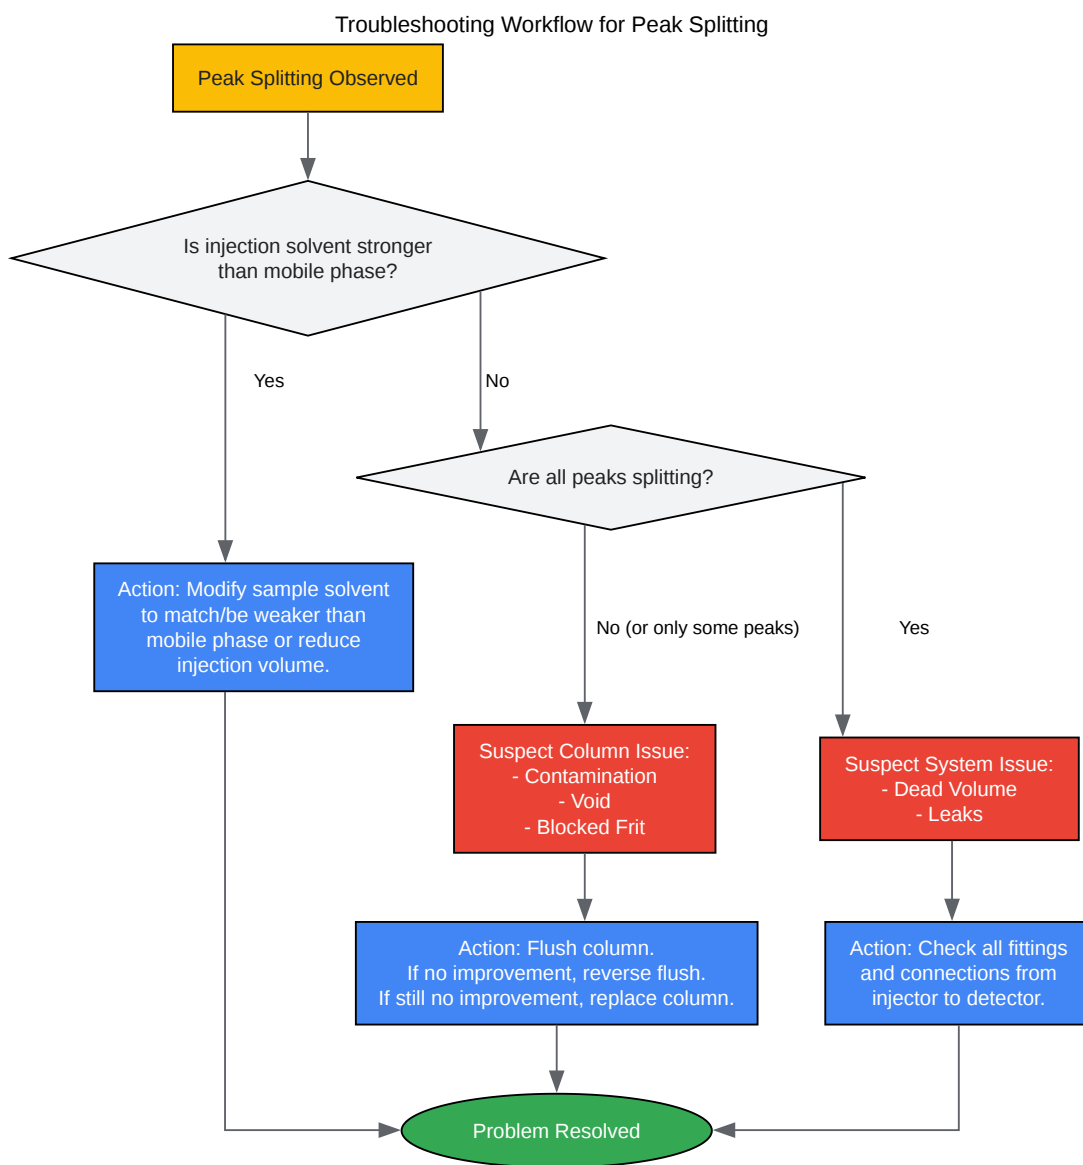 Troubleshooting Workflow for Peak Splitting
Peak Splitting Observed
Is injection solvent stronger
than mobile phase?
Yes
No
Are all peaks splitting?
Action: Modify sample solvent
to match/be weaker than
mobile phase or reduce
injection volume.
No (or only some peaks)
Yes
Suspect Column Issue:
- Contamination
- Void
- Blocked Frit
Suspect System Issue:
- Dead Volume
- Leaks
Action: Flush column.
If no improvement, reverse flush.
If still no improvement, replace column.
Action: Check all fittings
and connections from
injector to detector.
Problem Resolved